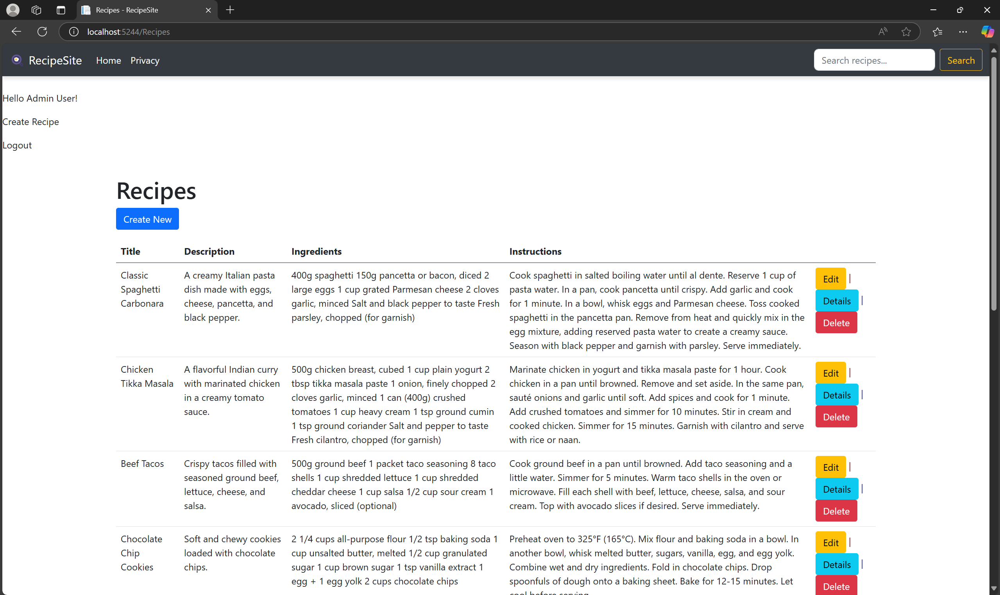 Recipes - RecipeSite
localhost:5244/Recipes
RecipeSite Home Privacy
Search recipes...
Search
Hello Admin User!
Create Recipe
Logout
Recipes
Create New
Title Description Ingredients Instructions
Classic
Spaghetti
Carbonara
A creamy Italian pasta
dish made with eggs,
cheese, pancetta, and
black pepper.
400g spaghetti 150g pancetta or bacon, diced 2
large eggs 1 cup grated Parmesan cheese 2 cloves
garlic, minced Salt and black pepper to taste Fresh
parsley, chopped (for garnish)
Cook spaghetti in salted boiling water until al dente. Reserve 1 cup of
pasta water. In a pan, cook pancetta until crispy. Add garlic and cook
for 1 minute. In a bowl, whisk eggs and Parmesan cheese. Toss cooked
spaghetti in the pancetta pan. Remove from heat and quickly mix in the
egg mixture, adding reserved pasta water to create a creamy sauce.
Season with black pepper and garnish with parsley. Serve immediately.
Edit |
Details |
Delete
Chicken
Tikka Masala
A flavorful Indian curry
with marinated chicken
in a creamy tomato
sauce.
500g chicken breast, cubed 1 cup plain yogurt 2
tbsp tikka masala paste 1 onion, finely chopped 2
cloves garlic, minced 1 can (400g) crushed
tomatoes 1 cup heavy cream 1 tsp ground cumin
1 tsp ground coriander Salt and pepper to taste
Fresh cilantro, chopped (for garnish)
Marinate chicken in yogurt and tikka masala paste for 1 hour. Cook
chicken in a pan until browned. Remove and set aside. In the same pan,
sauté onions and garlic until soft. Add spices and cook for 1 minute.
Add crushed tomatoes and simmer for 10 minutes. Stir in cream and
cooked chicken. Simmer for 15 minutes. Garnish with cilantro and serve
with rice or naan.
Edit |
Details |
Delete
Beef Tacos
Crispy tacos filled with
seasoned ground beef,
lettuce, cheese, and
salsa.
500g ground beef 1 packet taco seasoning 8 taco
shells 1 cup shredded lettuce 1 cup shredded
cheddar cheese 1 cup salsa 1/2 cup sour cream 1
avocado, sliced (optional)
Cook ground beef in a pan until browned. Add taco seasoning and a
little water. Simmer for 5 minutes. Warm taco shells in the oven or
microwave. Fill each shell with beef, lettuce, cheese, salsa, and sour
cream. Top with avocado slices if desired. Serve immediately.
Edit |
Details |
Delete
Chocolate
Chip
Cookies
Soft and chewy cookies
loaded with chocolate
chips.
2 1/4 cups all-purpose flour 1/2 tsp baking soda 1
cup unsalted butter, melted 1/2 cup granulated
sugar 1 cup brown sugar 1 tsp vanilla extract 1
egg + 1 egg yolk 2 cups chocolate chips
Preheat oven to 325°F (165°C). Mix flour and baking soda in a bowl. In
another bowl, whisk melted butter, sugars, vanilla, egg, and egg yolk.
Combine wet and dry ingredients. Fold in chocolate chips. Drop
spoonfuls of dough onto a baking sheet. Bake for 12-15 minutes. Let
cool before serving.
Edit |
Details |
Delete